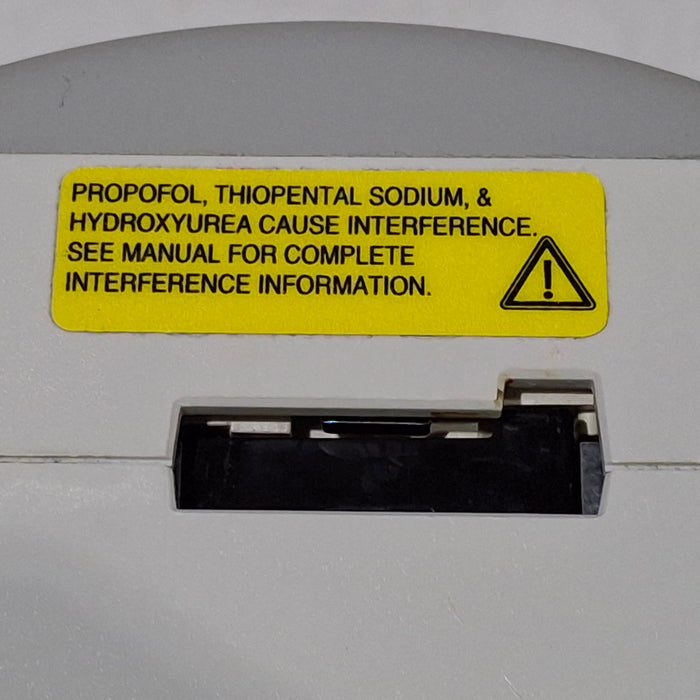 PROPOFOL, THIOPENTAL SODIUM, &
HYDROXYUREA CAUSE INTERFERENCE.
SEE MANUAL FOR COMPLETE
INTERFERENCE INFORMATION.